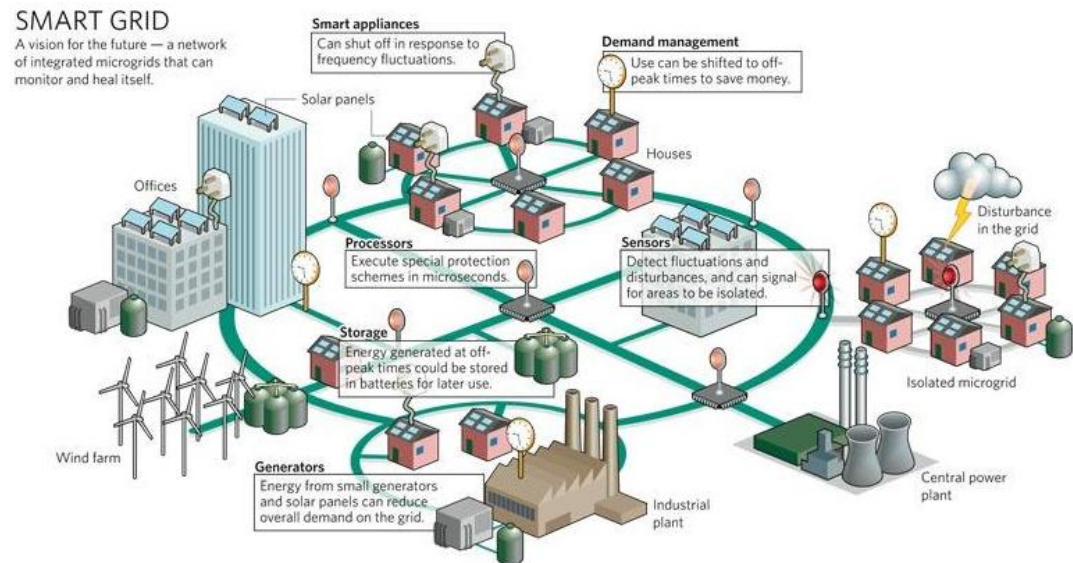 SMART GRID
A vision for the future — a network
of integrated microgrids that can
monitor and heal itself.
Smart appliances
Can shut off in response to
frequency fluctuations.
Demand management
Use can be shifted to off-
peak times to save money.
Solar panels
Houses
Offices
Disturbance
in the grid
Processors
Execute special protection
schemes in microseconds.
Sensors
Detect fluctuations and
disturbances, and can signal
for areas to be isolated.
Storage
Energy generated at off-
peak times could be stored
in batteries for later use.
Isolated microgrid
Wind farm
Generators
Energy from small generators
and solar panels can reduce
overall demand on the grid.
Industrial
plant
Central power
plant